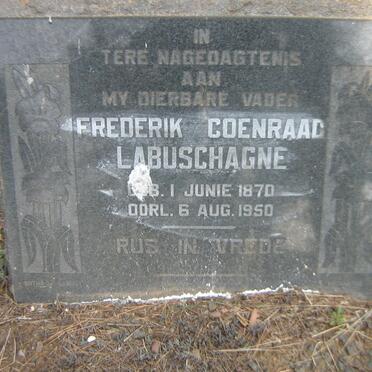 IN
TERE NAGEDAGTENIS
AAN
MY DIERBARE VADER
FREDERIK COENRAAD
LABUSCHAGNE
GEB. 1 JUNIE 1870
OORL. 6 AUG. 1950
RUS IN VREDE